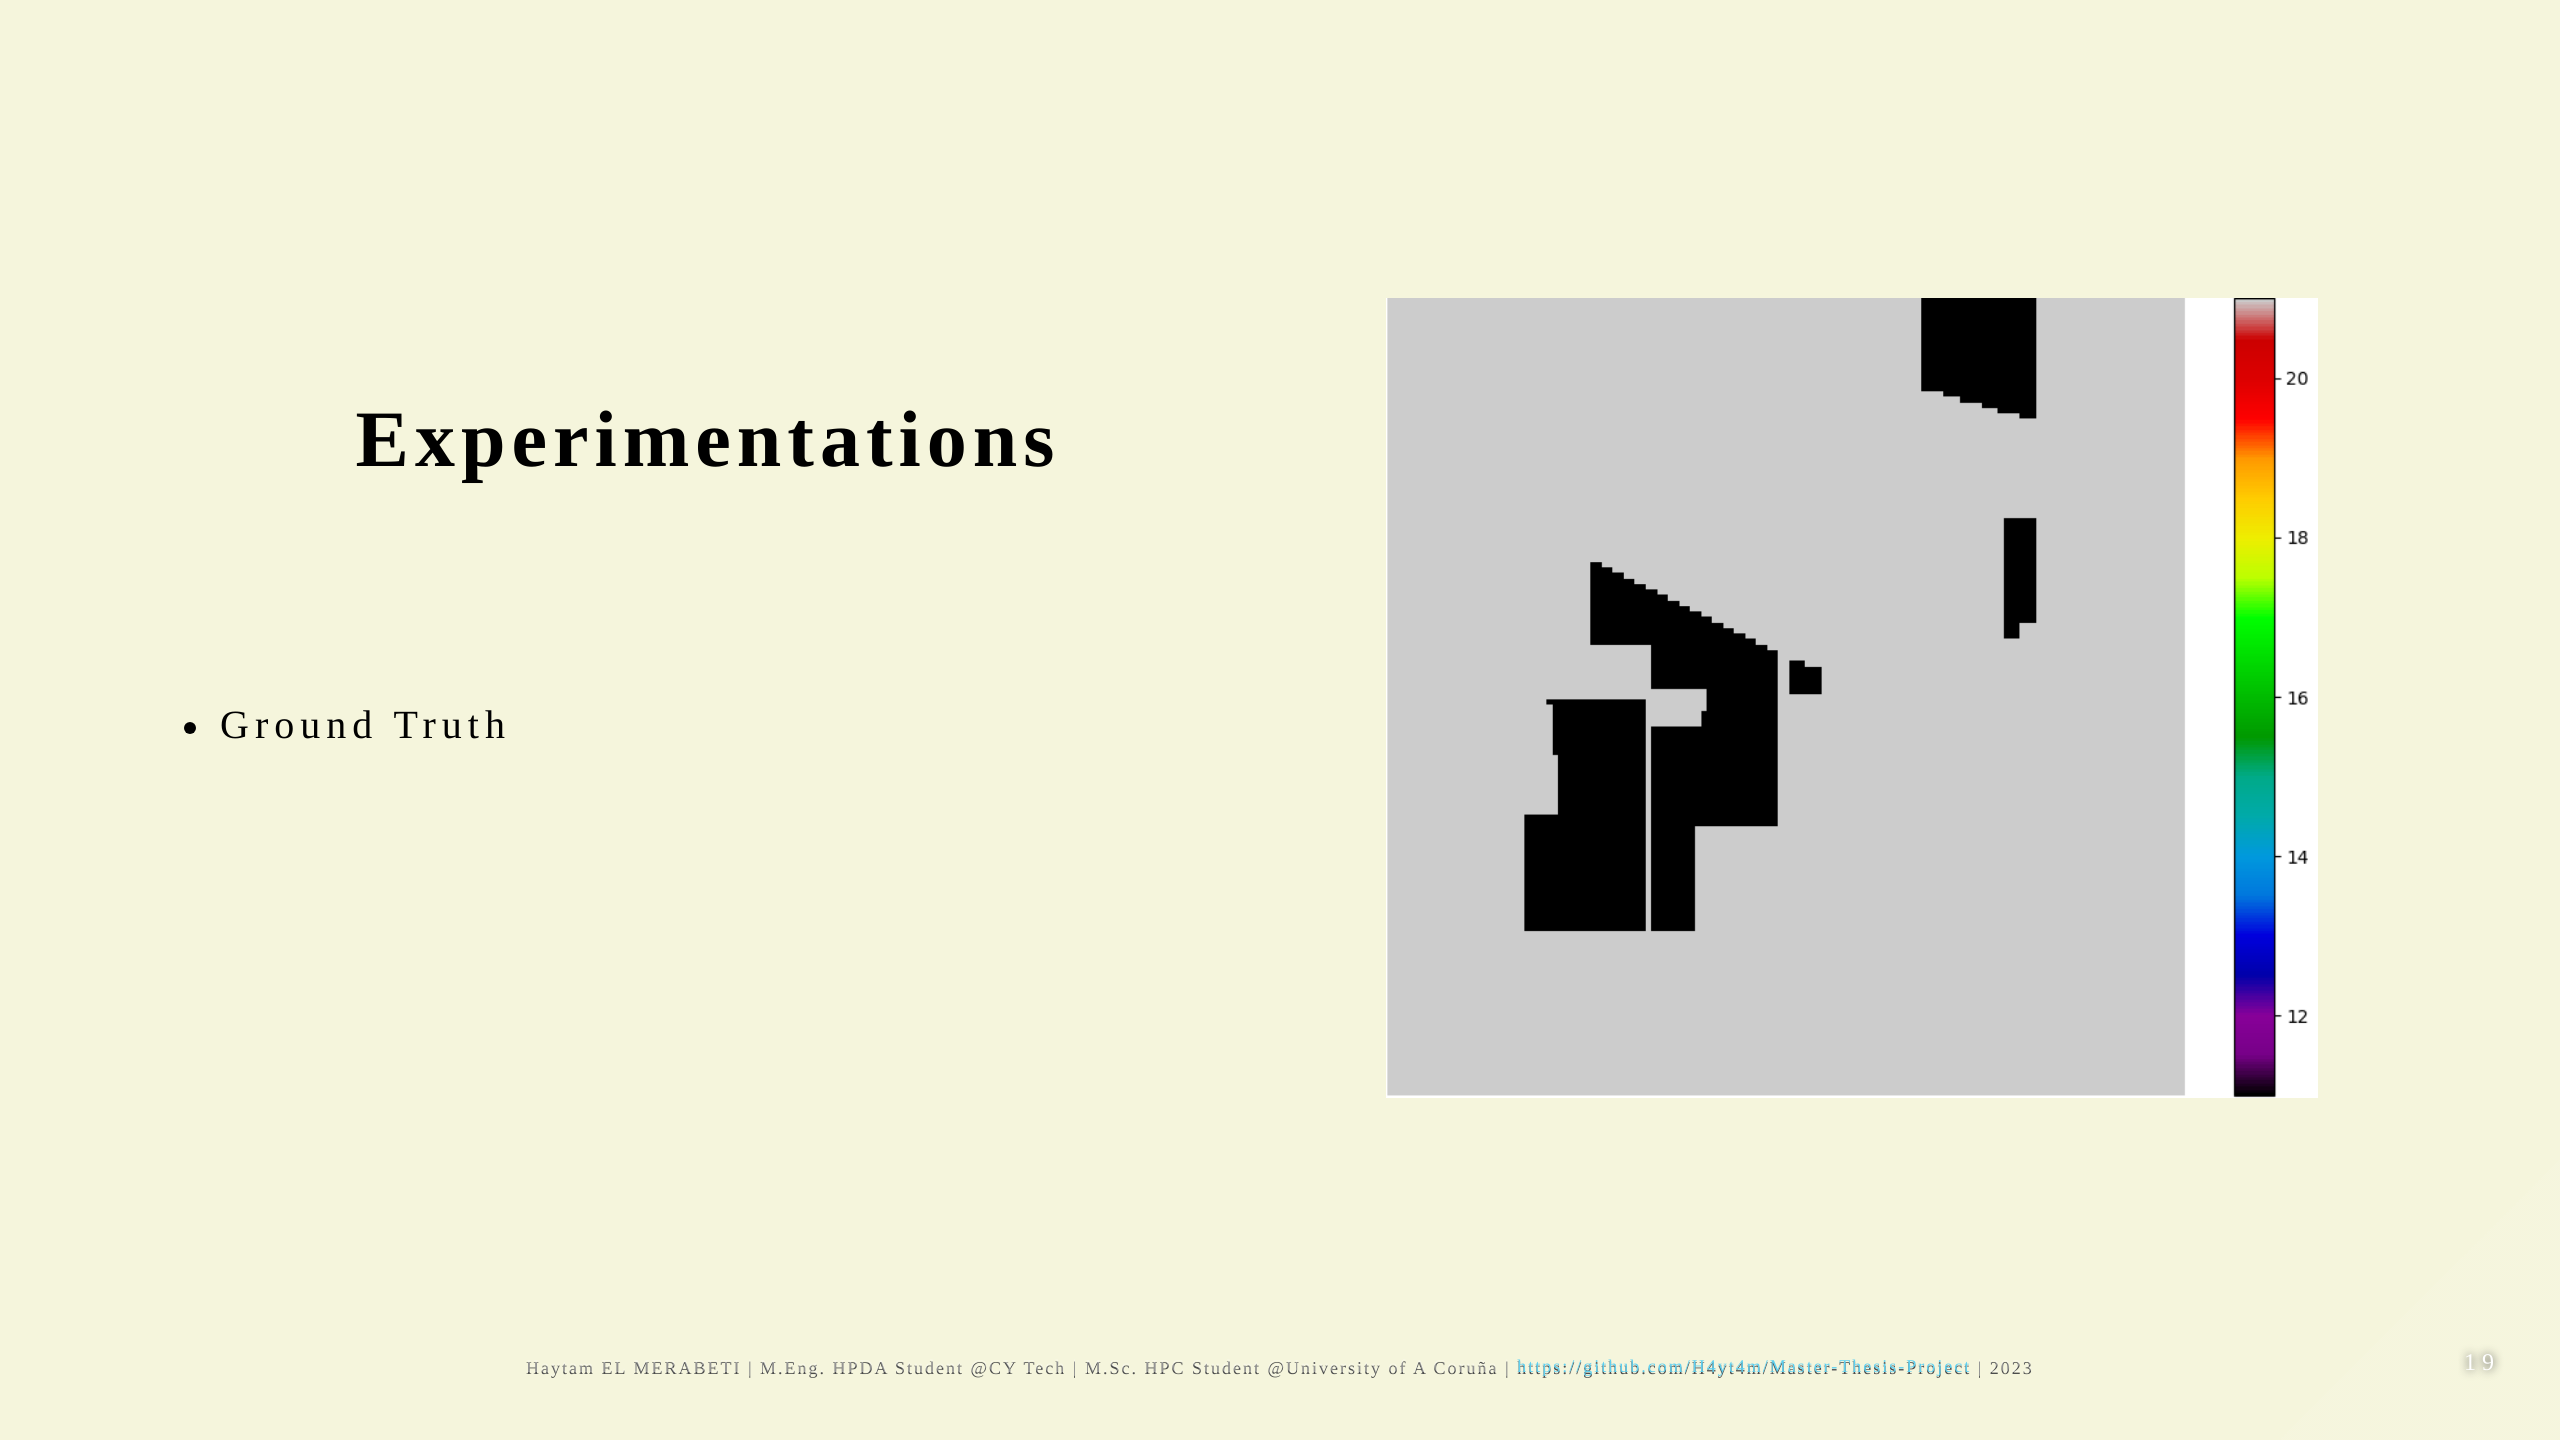 Experimentations
• Ground Truth
20
18
16
14
12
Haytam EL MERABETI | M.Eng. HPDA Student @CY Tech | M.Sc. HPC Student @University of A Coruña | https://github.com/H4yt4m/Master-Thesis-Project | 2023
19